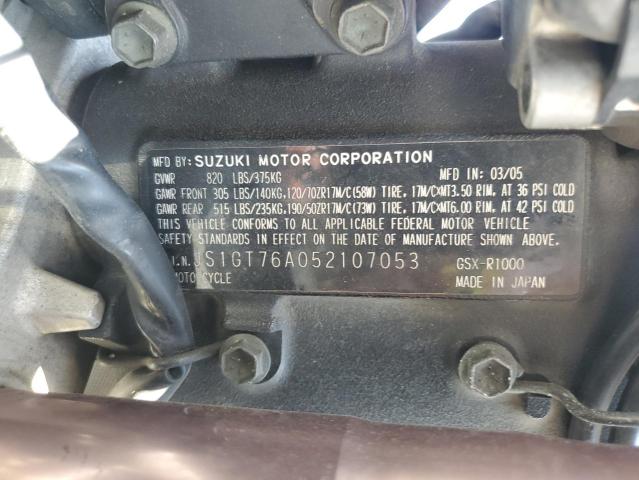 MFD BY: SUZUKI MOTOR CORPORATION
GVWR 820 LBS/375KG MFD IN: 03/05
GAWR FRONT 305 LBS/140KG,120/70ZR17M/C(58W) TIRE, 17M/C×MT3.50 RIM, AT 36 PSI COLD
GAWR REAR 515 LBS/235KG,190/50ZR17M/C(73W) TIRE, 17M/C×MT6.00 RIM, AT 42 PSI COLD
THIS VEHICLE CONFORMS TO ALL APPLICABLE FEDERAL MOTOR VEHICLE
SAFETY STANDARDS IN EFFECT ON THE DATE OF MANUFACTURE SHOWN ABOVE.
I.N. JS1GT76A052107053 GSX-R1000
MOTORCYCLE MADE IN JAPAN